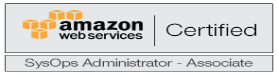 amazon
web services
Certified
SysOps Administrator - Associate